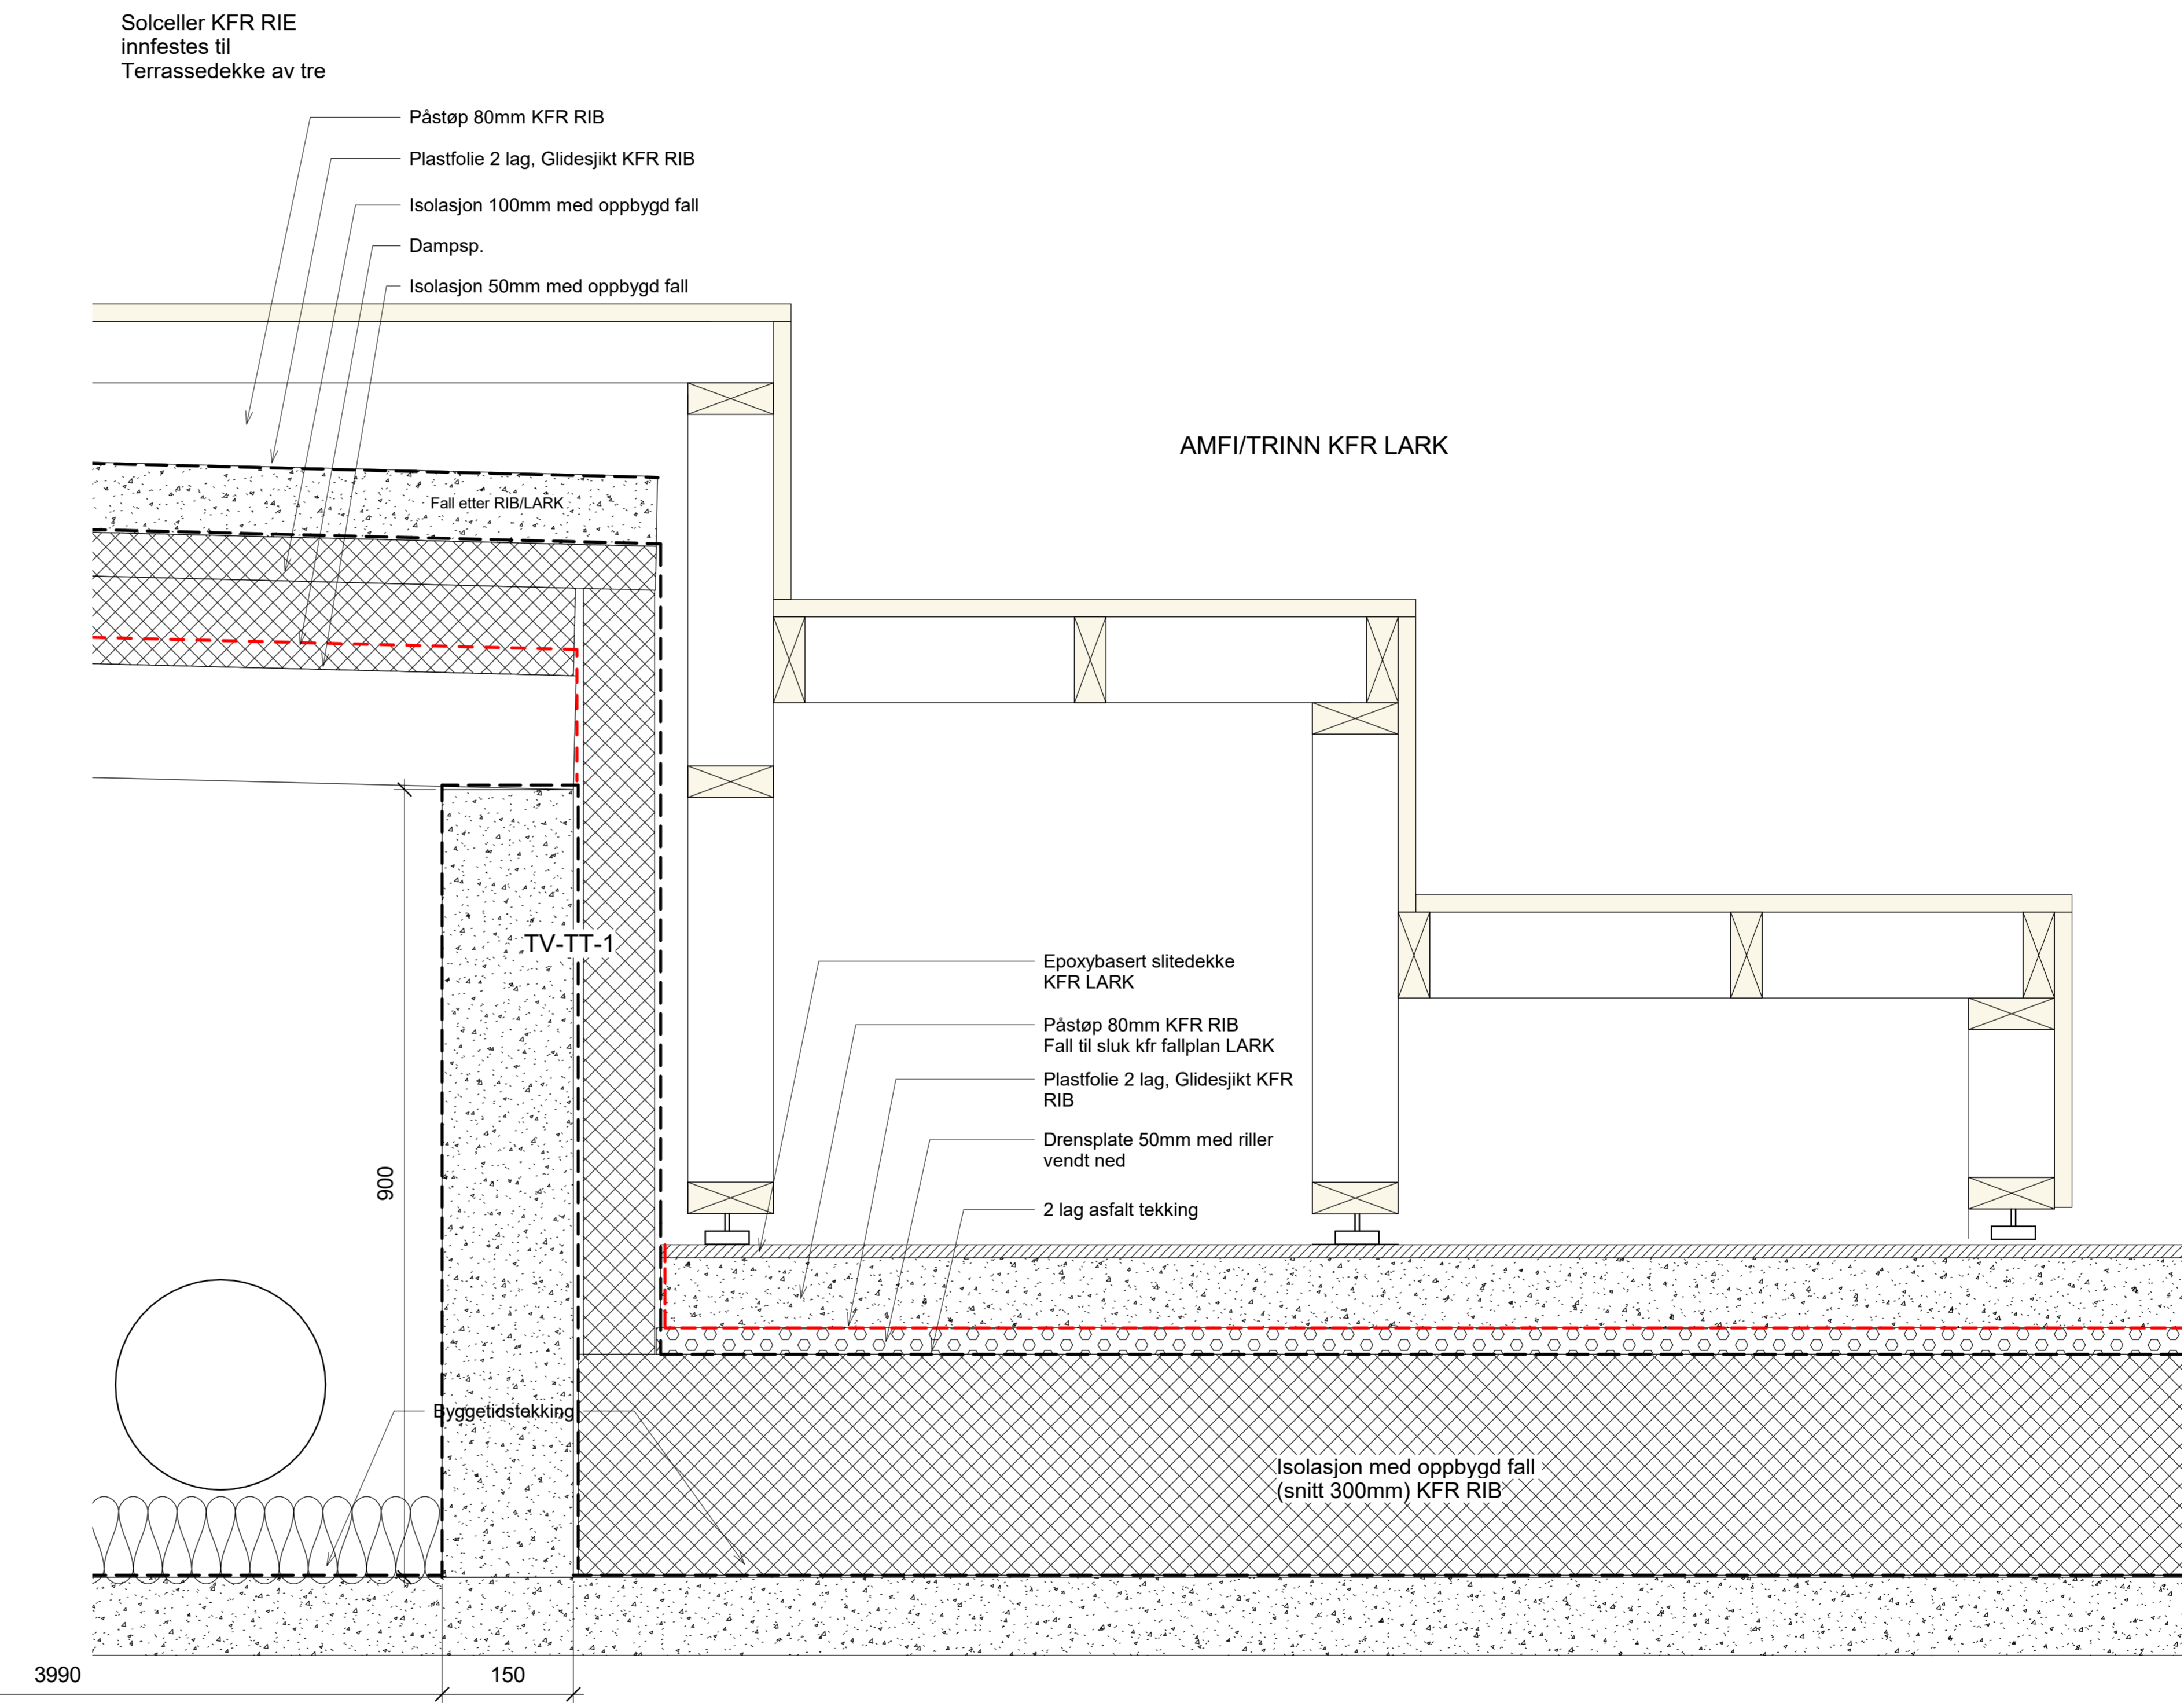 Solceller KFR RIE
innfestes til
Terrassedekke av tre
Påstøp 80mm KFR RIB
Plastfolie 2 lag, Glidesjikt KFR RIB
Isolasjon 100mm med oppbygd fall
Dampsp.
Isolasjon 50mm med oppbygd fall
AMFI/TRINN KFR LARK
Fall etter RIB/LARK
TV-TT-1
Epoxybasert slitedekke
KFR LARK
Påstøp 80mm KFR RIB
Fall til sluk kfr fallplan LARK
Plastfolie 2 lag, Glidesjikt KFR
RIB
Drensplate 50mm med riller
vendt ned
2 lag asfalt tekking
900
Byggetidstekking
Isolasjon med oppbygd fall
(snitt 300mm) KFR RIB
3990
150